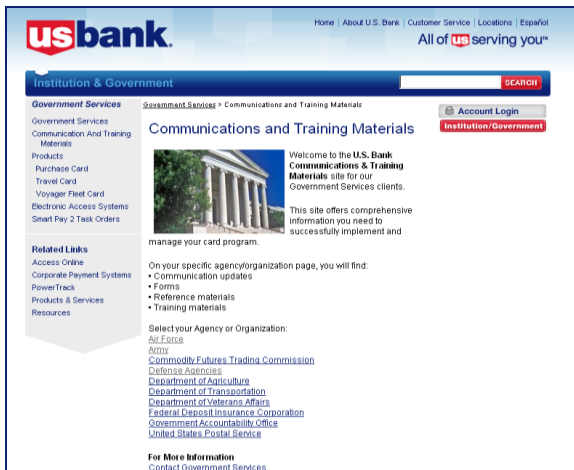 Home | About U.S. Bank | Customer Service | Locations | Español
usbank.
All of us serving you℠
Institution & Government
SEARCH
Government Services
Government Services
Communication And Training
Materials
Products
Purchase Card
Travel Card
Voyager Fleet Card
Electronic Access Systems
Smart Pay 2 Task Orders
Related Links
Access Online
Corporate Payment Systems
PowerTrack
Products & Services
Resources
Government Services > Communications and Training Materials
Communications and Training Materials
Welcome to the U.S. Bank
Communications & Training
Materials site for our
Government Services clients.
This site offers comprehensive
information you need to
successfully implement and
manage your card program.
On your specific agency/organization page, you will find:
• Communication updates
• Forms
• Reference materials
• Training materials
Select your Agency or Organization:
Air Force
Army
Commodity Futures Trading Commission
Defense Agencies
Department of Agriculture
Department of Transportation
Department of Veterans Affairs
Federal Deposit Insurance Corporation
Government Accountability Office
United States Postal Service
For More Information
Contact Government Services
Account Login
Institution/Government